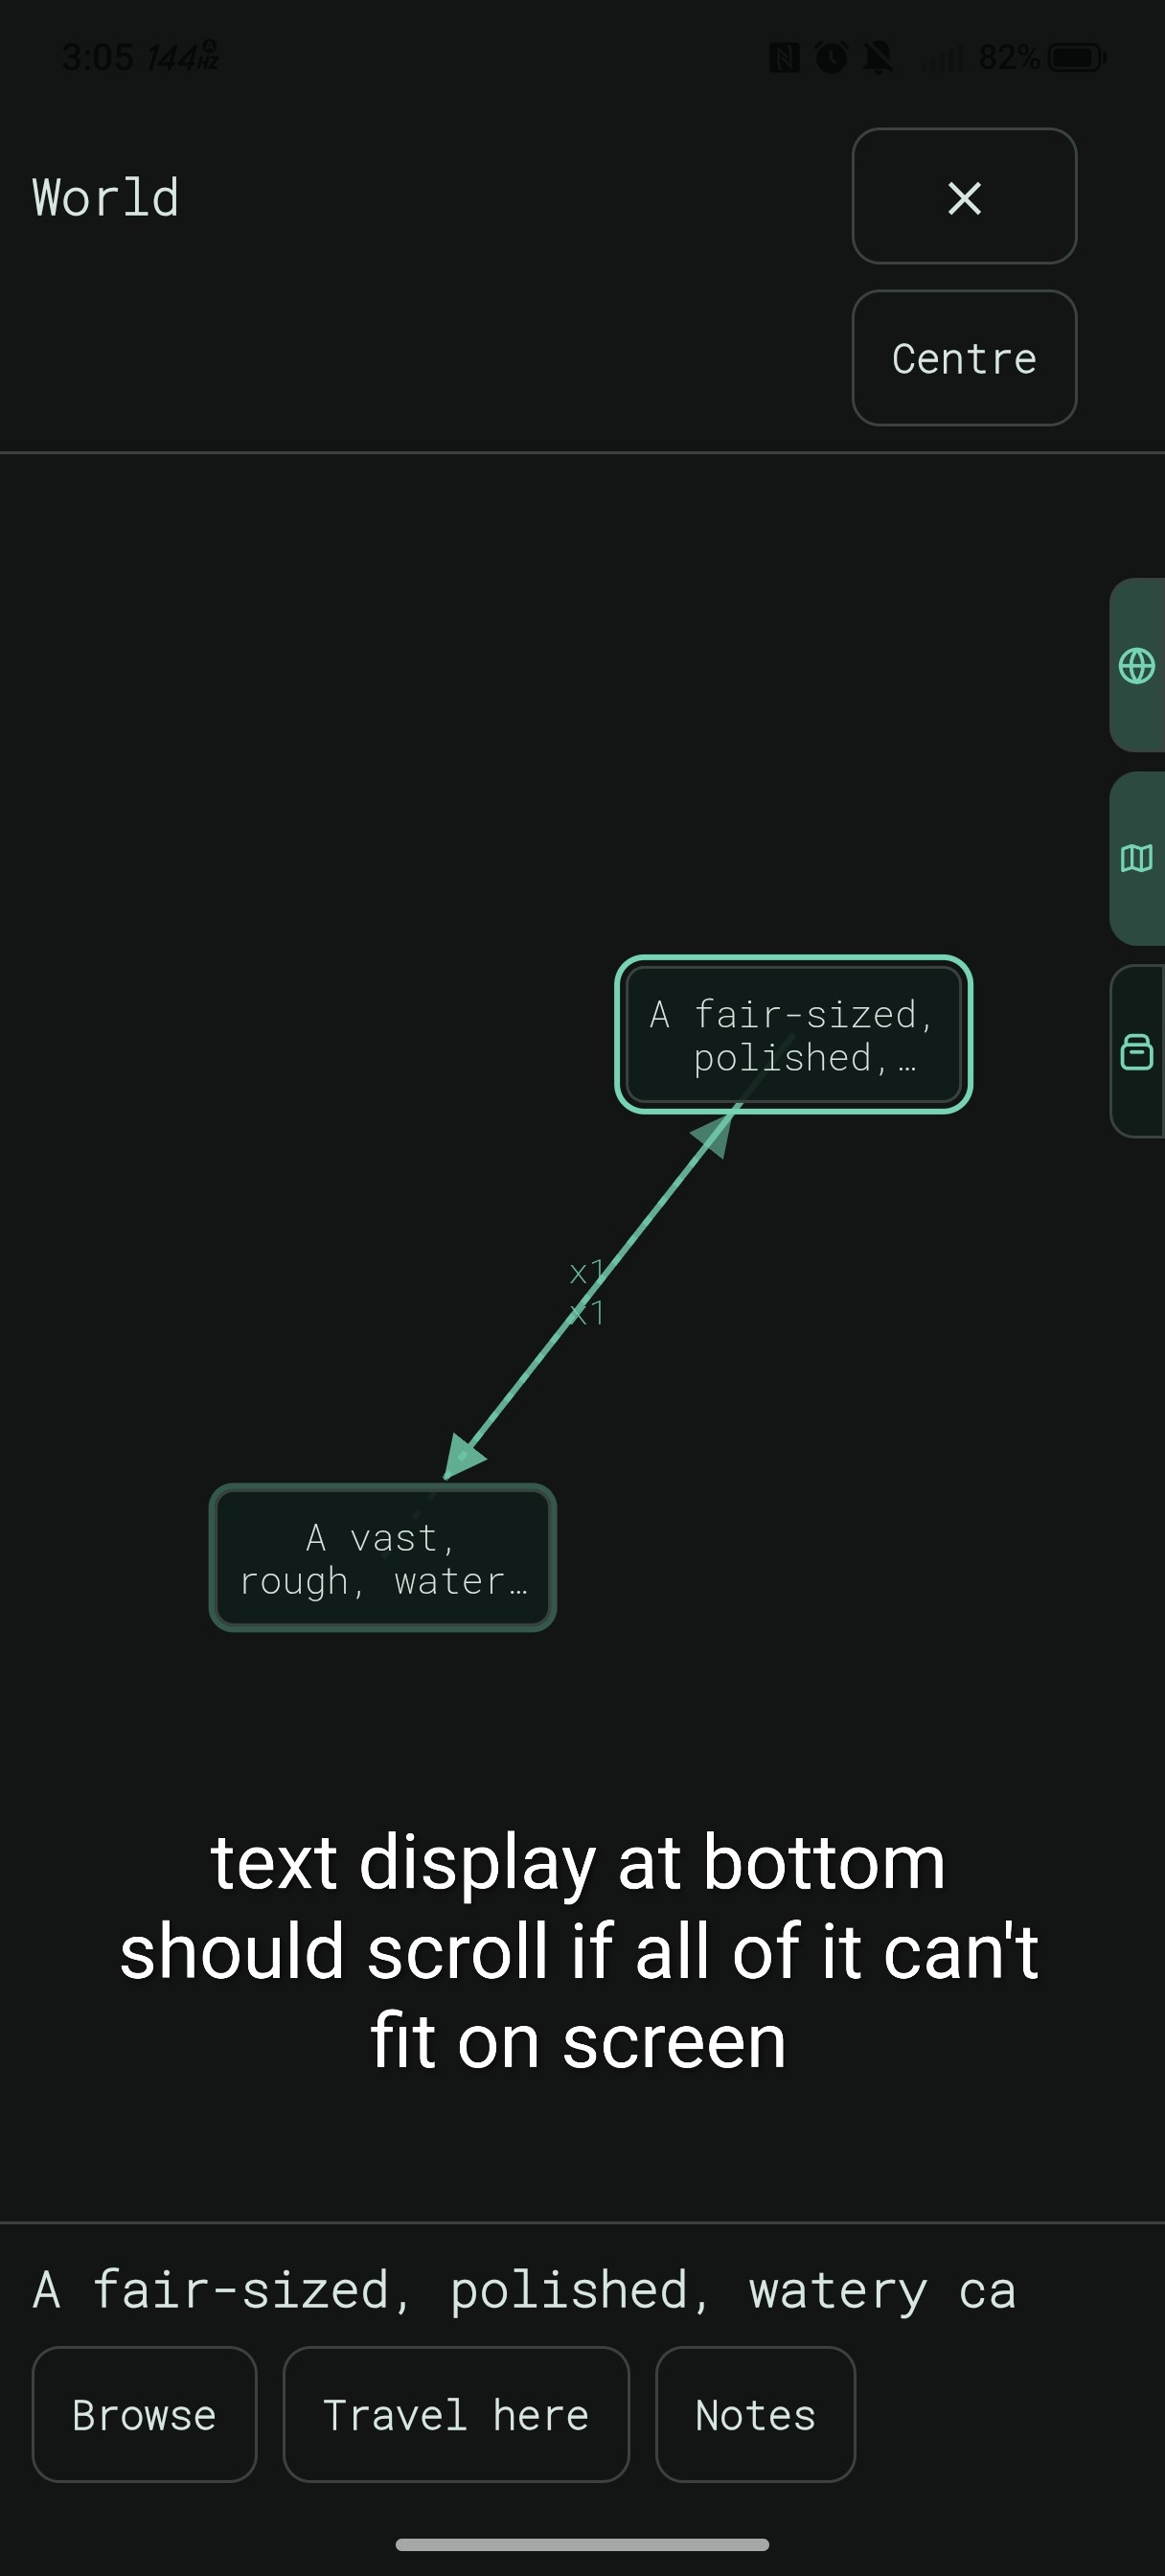 3:05 144HZ 82%
World
Centre
A fair-sized,
polished,…
x1
x1
A vast,
rough, water…
text display at bottom
should scroll if all of it can't
fit on screen
A fair-sized, polished, watery ca
Browse Travel here Notes